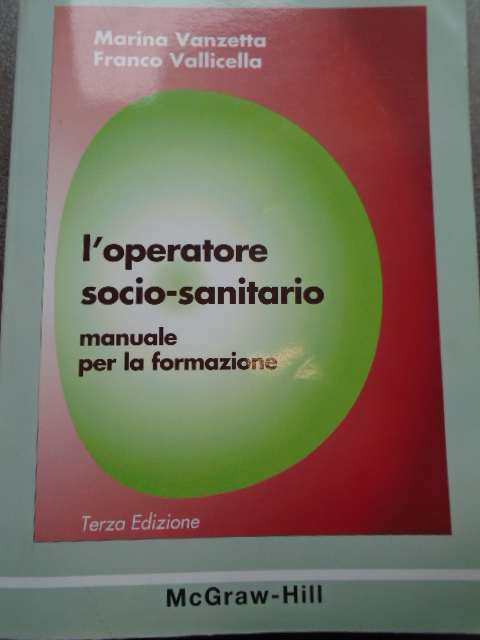 Marina Vanzetta
Franco Vallicella
l'operatore
socio-sanitario
manuale
per la formazione
Terza Edizione
McGraw-Hill